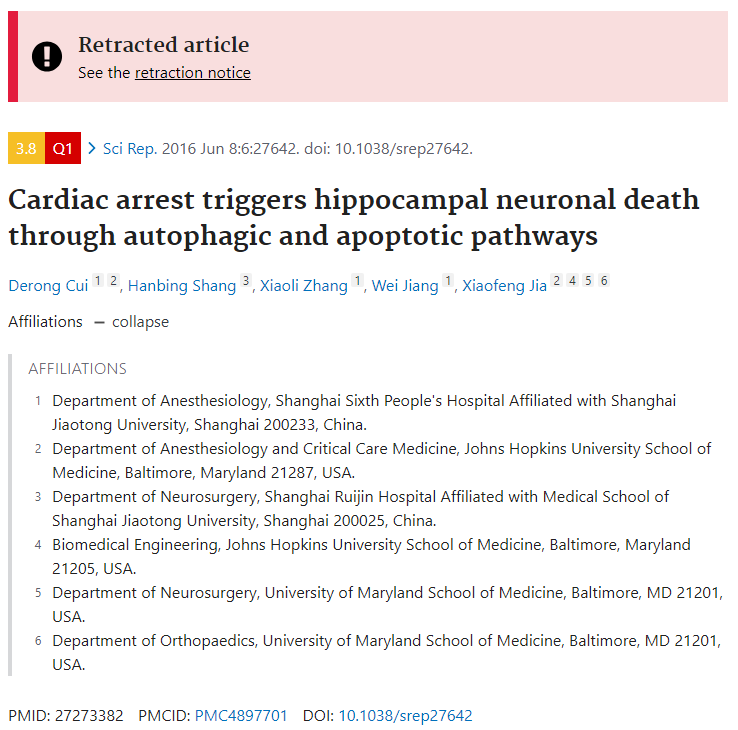 Retracted article
See the retraction notice
3.8 Q1 Sci Rep. 2016 Jun 8:6:27642. doi: 10.1038/srep27642.
Cardiac arrest triggers hippocampal neuronal death
through autophagic and apoptotic pathways
Derong Cui 1 2, Hanbing Shang 3, Xiaoli Zhang 1, Wei Jiang 1, Xiaofeng Jia 2 4 5 6
Affiliations – collapse
AFFILIATIONS
1 Department of Anesthesiology, Shanghai Sixth People's Hospital Affiliated with Shanghai
Jiaotong University, Shanghai 200233, China.
2 Department of Anesthesiology and Critical Care Medicine, Johns Hopkins University School of
Medicine, Baltimore, Maryland 21287, USA.
3 Department of Neurosurgery, Shanghai Ruijin Hospital Affiliated with Medical School of
Shanghai Jiaotong University, Shanghai 200025, China.
4 Biomedical Engineering, Johns Hopkins University School of Medicine, Baltimore, Maryland
21205, USA.
5 Department of Neurosurgery, University of Maryland School of Medicine, Baltimore, MD 21201,
USA.
6 Department of Orthopaedics, University of Maryland School of Medicine, Baltimore, MD 21201,
USA.
PMID: 27273382 PMCID: PMC4897701 DOI: 10.1038/srep27642